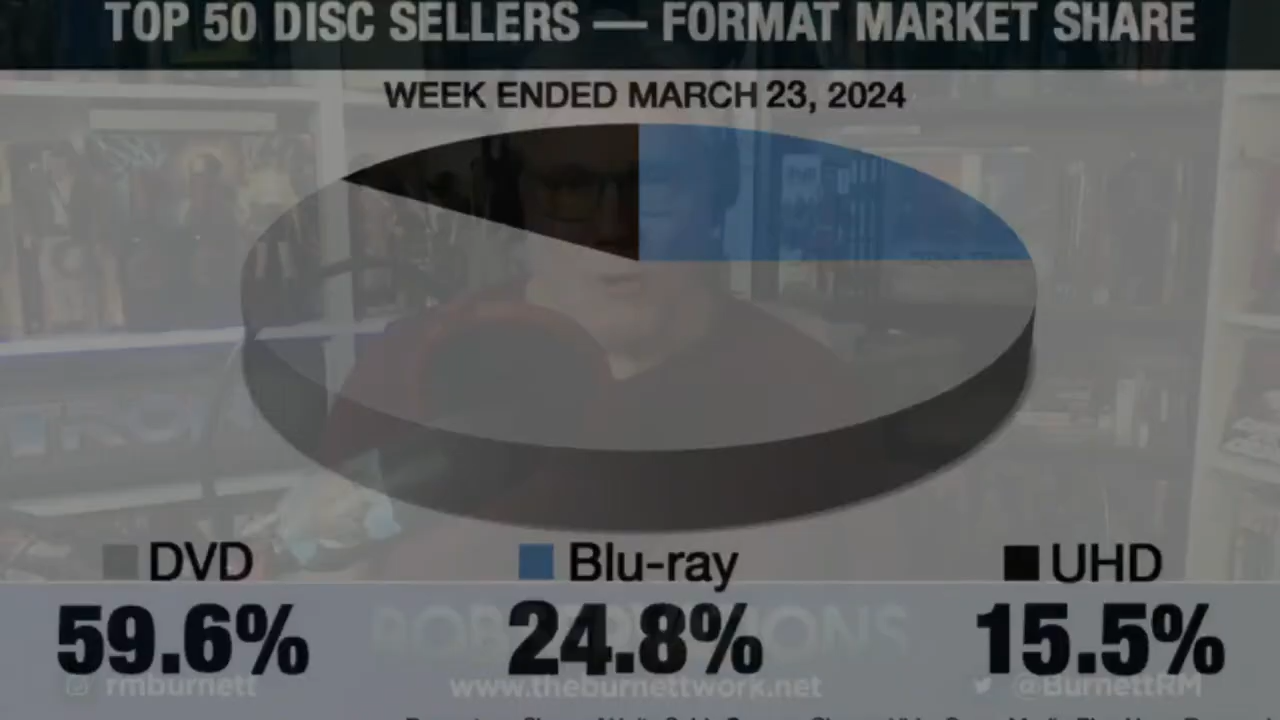 TOP 50 DISC SELLERS — FORMAT MARKET SHARE
WEEK ENDED MARCH 23, 2024
TRON
DVD
Blu-ray
UHD
59.6%
24.8%
15.5%
rmburnett
www.theburnettwork.net
@BurnettRM